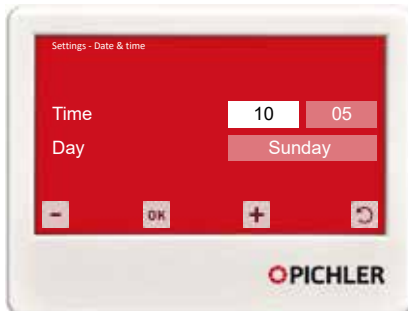 Settings - Date & time
Time 10 05
Day Sunday
- OK +
PICHLER